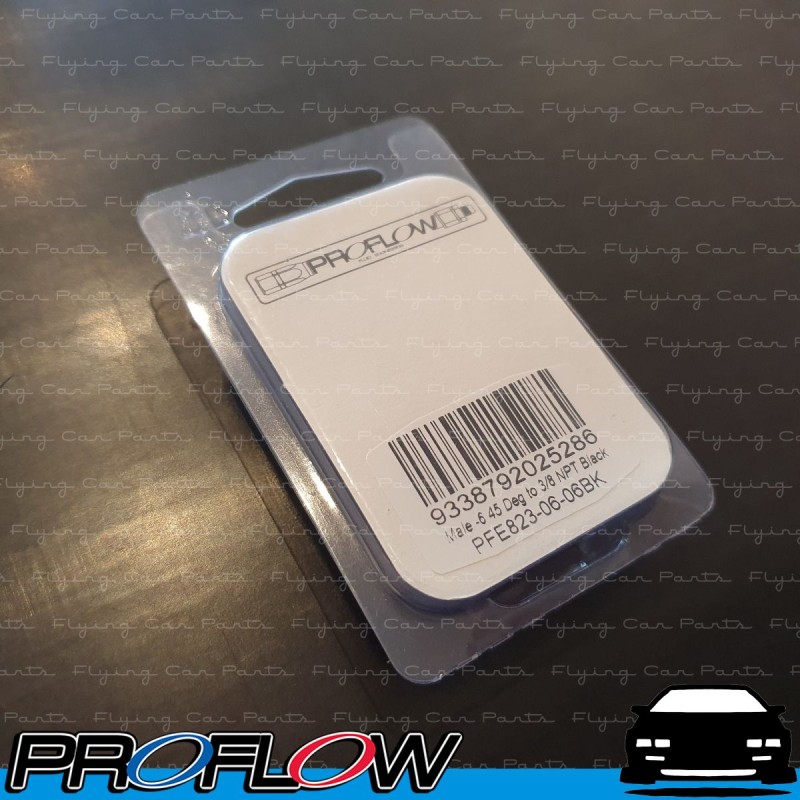 PROFLOW
9338792025286
Male -6 45 Deg to 3/8 NPT Black
PFE823-06-06BK
Flying Car Parts
PROFLOW